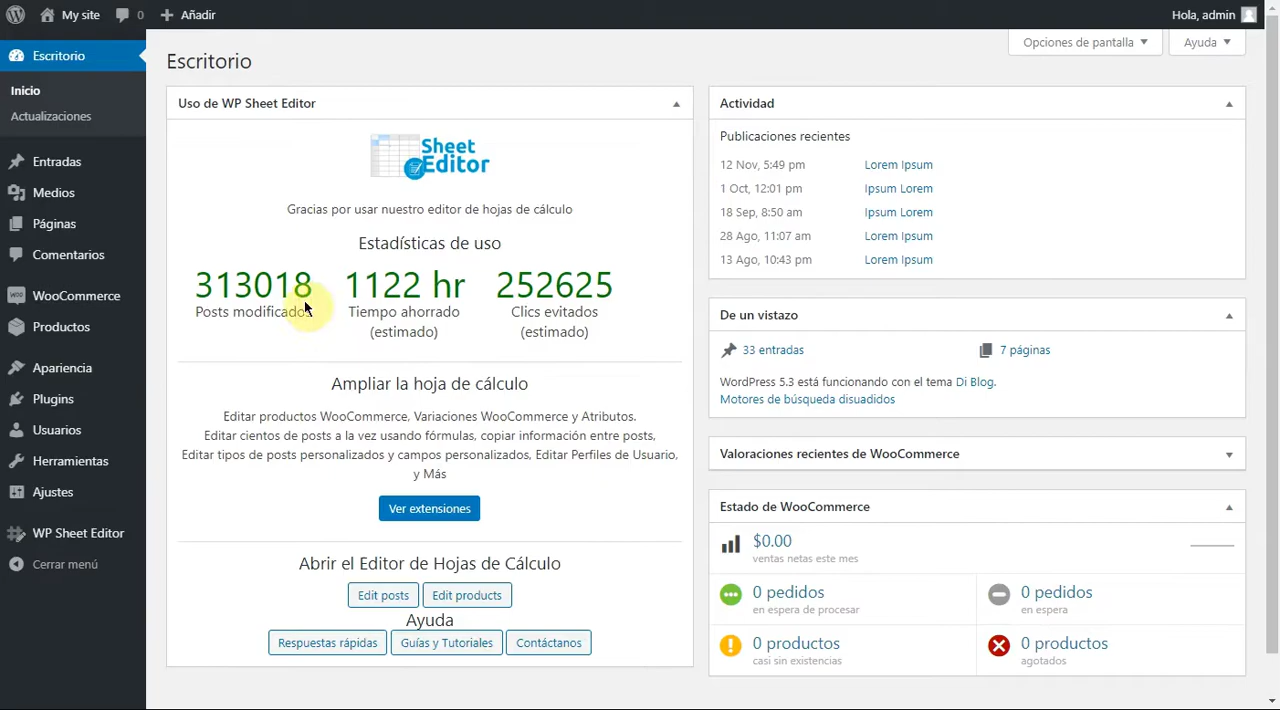 My site
0
Añadir
Hola, admin
Escritorio
Inicio
Actualizaciones
Entradas
Medios
Páginas
Comentarios
WooCommerce
Productos
Apariencia
Plugins
Usuarios
Herramientas
Ajustes
WP Sheet Editor
Cerrar menú
Opciones de pantalla
Ayuda
Escritorio
Uso de WP Sheet Editor
Sheet
Editor
Gracias por usar nuestro editor de hojas de cálculo
Estadísticas de uso
313018 1122 hr 252625
Posts modificados Tiempo ahorrado Clics evitados
(estimado) (estimado)
Ampliar la hoja de cálculo
Editar productos WooCommerce, Variaciones WooCommerce y Atributos.
Editar cientos de posts a la vez usando fórmulas, copiar información entre posts,
Editar tipos de posts personalizados y campos personalizados, Editar Perfiles de Usuario,
y Más
Ver extensiones
Abrir el Editor de Hojas de Cálculo
Edit posts Edit products
Ayuda
Respuestas rápidas Guías y Tutoriales Contáctanos
Actividad
Publicaciones recientes
12 Nov, 5:49 pm Lorem Ipsum
1 Oct, 12:01 pm Ipsum Lorem
18 Sep, 8:50 am Ipsum Lorem
28 Ago, 11:07 am Lorem Ipsum
13 Ago, 10:43 pm Lorem Ipsum
De un vistazo
33 entradas 7 páginas
WordPress 5.3 está funcionando con el tema Di Blog.
Motores de búsqueda disuadidos
Valoraciones recientes de WooCommerce
Estado de WooCommerce
$0.00
ventas netas este mes
0 pedidos
en espera de procesar
0 pedidos
en espera
0 productos
casi sin existencias
0 productos
agotados